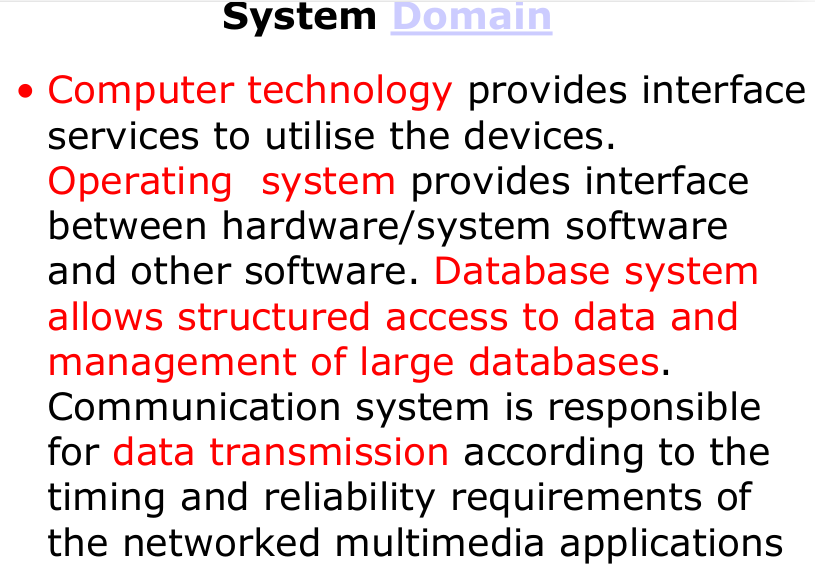 System Domain
• Computer technology provides interface
services to utilise the devices.
Operating  system provides interface
between hardware/system software
and other software. Database system
allows structured access to data and
management of large databases.
Communication system is responsible
for data transmission according to the
timing and reliability requirements of
the networked multimedia applications